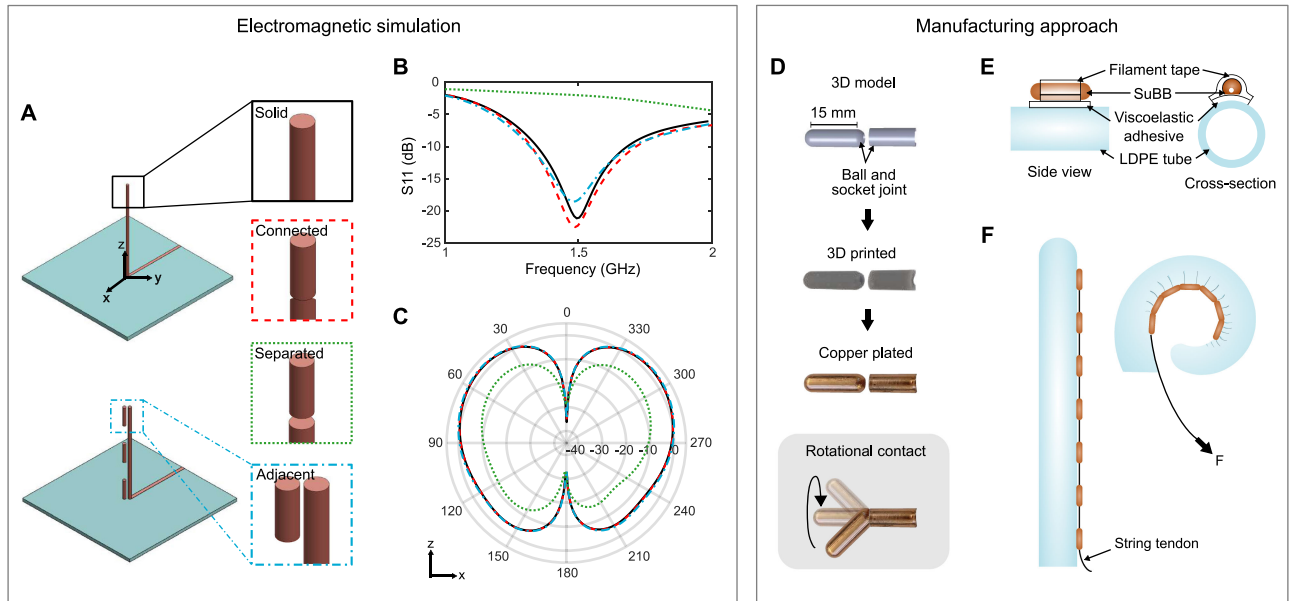 Electromagnetic simulation
A
Solid
Connected
Separated
Adjacent
z
y
x
B
0
-5
-10
-15
-20
-25
S11 (dB)
1
1.5
2
Frequency (GHz)
C
0
30
330
60
300
90
270
-40
-30
-20
-10
0
120
240
150
210
180
z
x
Manufacturing approach
D
3D model
15 mm
Ball and
socket joint
3D printed
Copper plated
Rotational contact
E
Filament tape
SuBB
Viscoelastic
adhesive
LDPE tube
Side view
Cross-section
F
F
String tendon